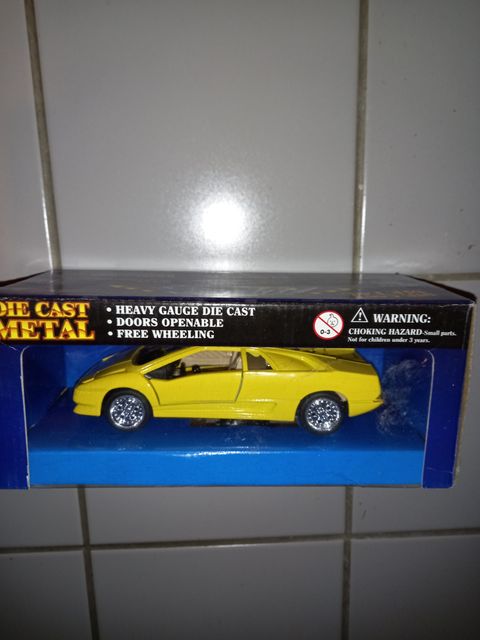 DIE CAST
METAL
• HEAVY GAUGE DIE CAST
• DOORS OPENABLE
• FREE WHEELING
0-3
WARNING:
CHOKING HAZARD-Small parts.
Not for children under 3 years.